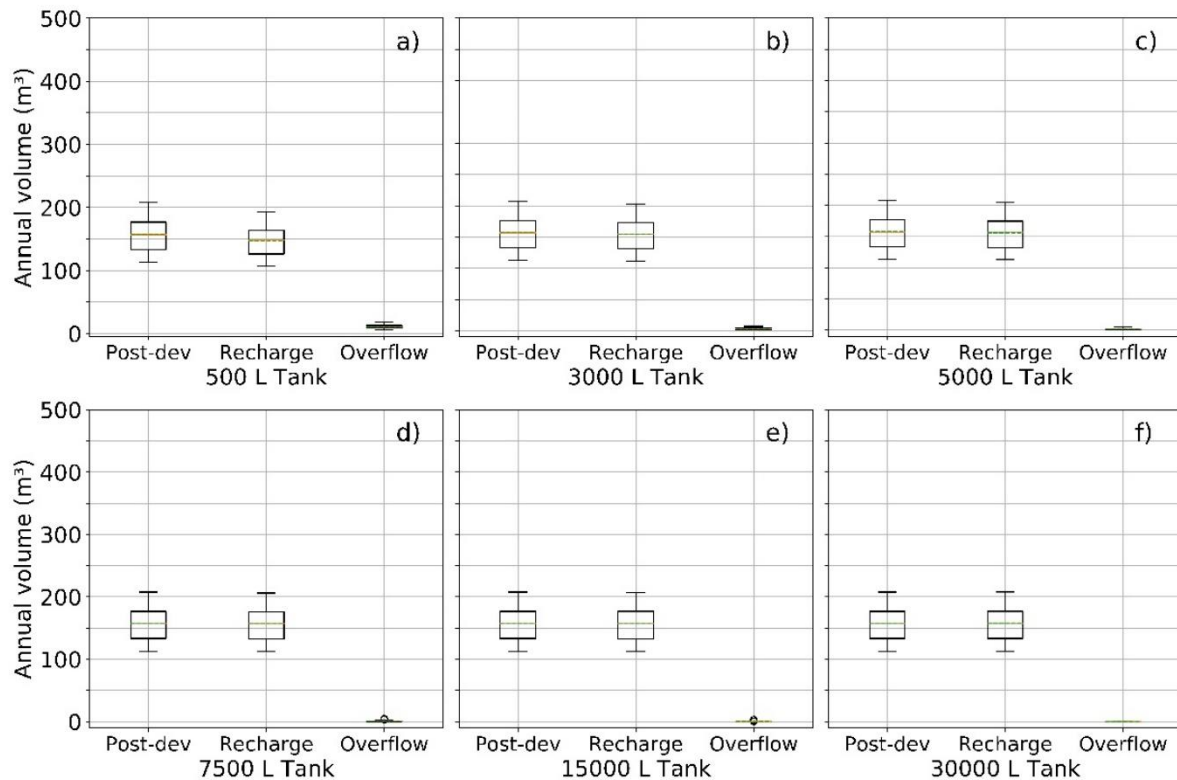 500
400
300
200
100
0
Annual volume (m³)
a)
b)
c)
Post-dev Recharge Overflow
500 L Tank
Post-dev Recharge Overflow
3000 L Tank
Post-dev Recharge Overflow
5000 L Tank
500
400
300
200
100
0
Annual volume (m³)
d)
e)
f)
Post-dev Recharge Overflow
7500 L Tank
Post-dev Recharge Overflow
15000 L Tank
Post-dev Recharge Overflow
30000 L Tank